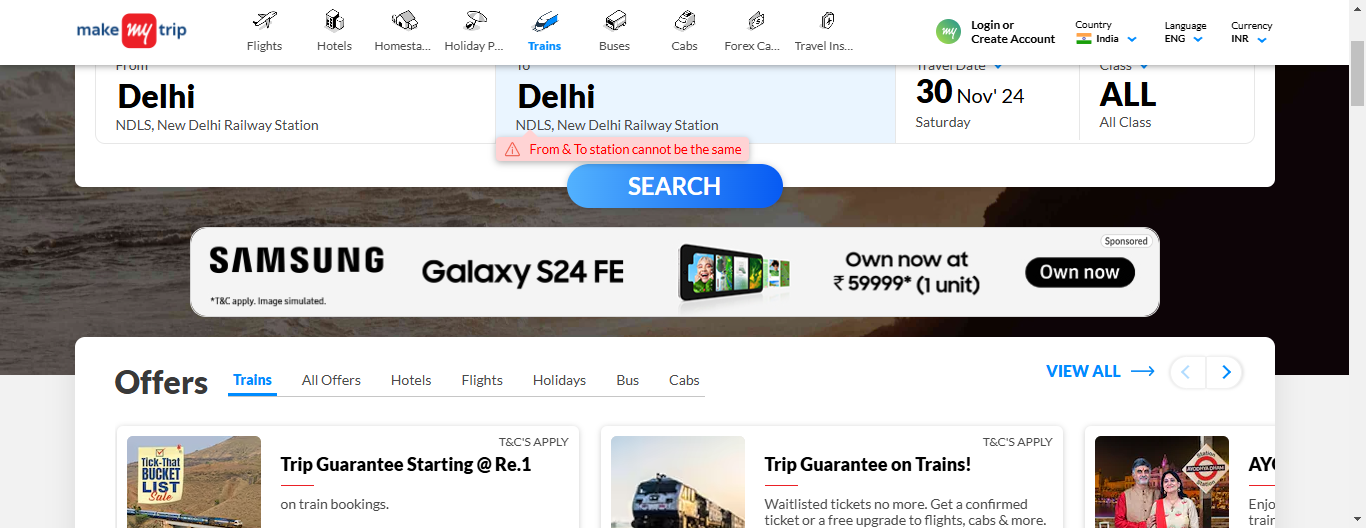 make my trip
Flights
Hotels
Homesta...
Holiday P...
Trains
Buses
Cabs
Forex Ca...
Travel Ins...
my
Login or
Create Account
Country
India
Language
ENG
Currency
INR
From
To
Travel Date
Class
Delhi
Delhi
30 Nov' 24
ALL
NDLS, New Delhi Railway Station
NDLS, New Delhi Railway Station
Saturday
All Class
From & To station cannot be the same
SEARCH
Sponsored
SAMSUNG
Galaxy S24 FE
Own now at
₹ 59999* (1 unit)
Own now
*T&C apply. Image simulated.
Offers
Trains
All Offers
Hotels
Flights
Holidays
Bus
Cabs
VIEW ALL
T&C'S APPLY
TICK-THAT
BUCKET
LIST
Sale
Trip Guarantee Starting @ Re.1
on train bookings.
T&C'S APPLY
Trip Guarantee on Trains!
Waitlisted tickets no more. Get a confirmed
ticket or a free upgrade to flights, cabs & more.
Station
AYODHYA DHAM
Station
AYO
Enjo
train